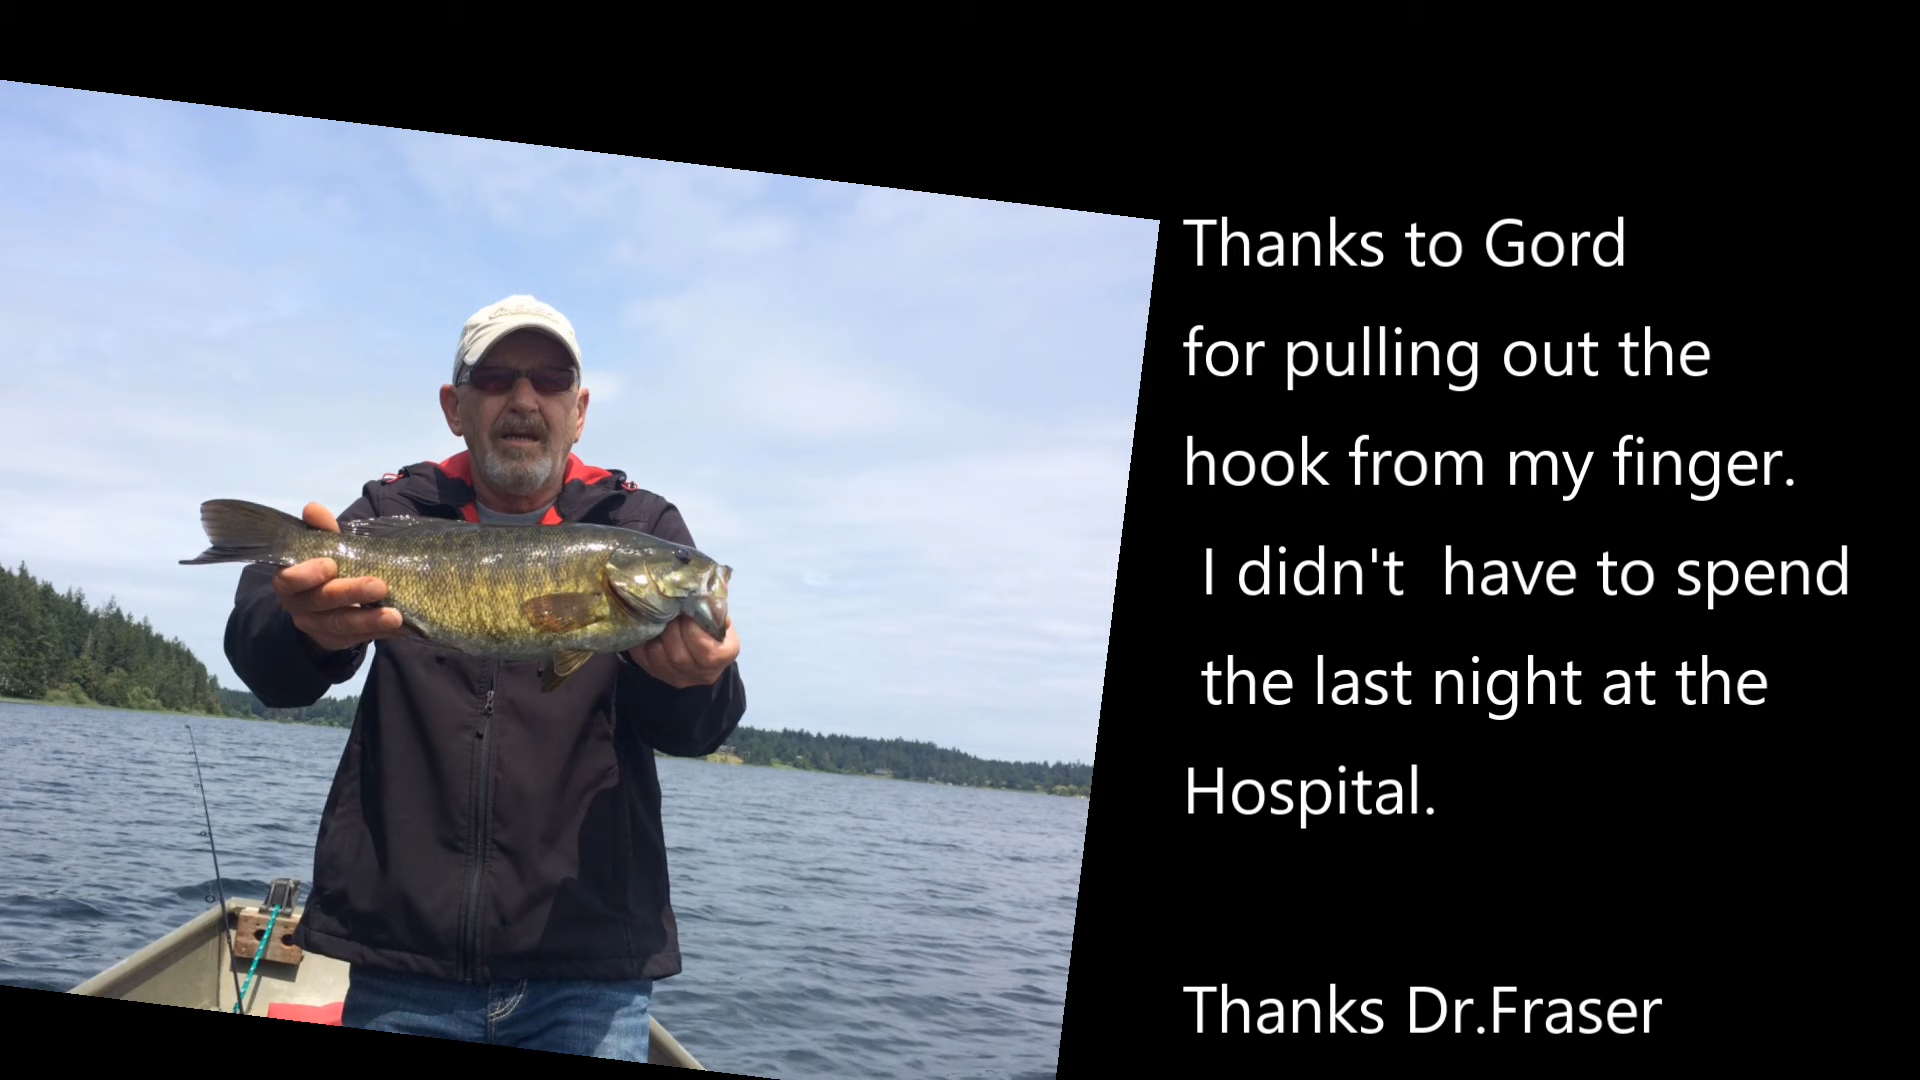 Thanks to Gord
for pulling out the
hook from my finger.
I didn't  have to spend
the last night at the
Hospital.
Thanks Dr.Fraser